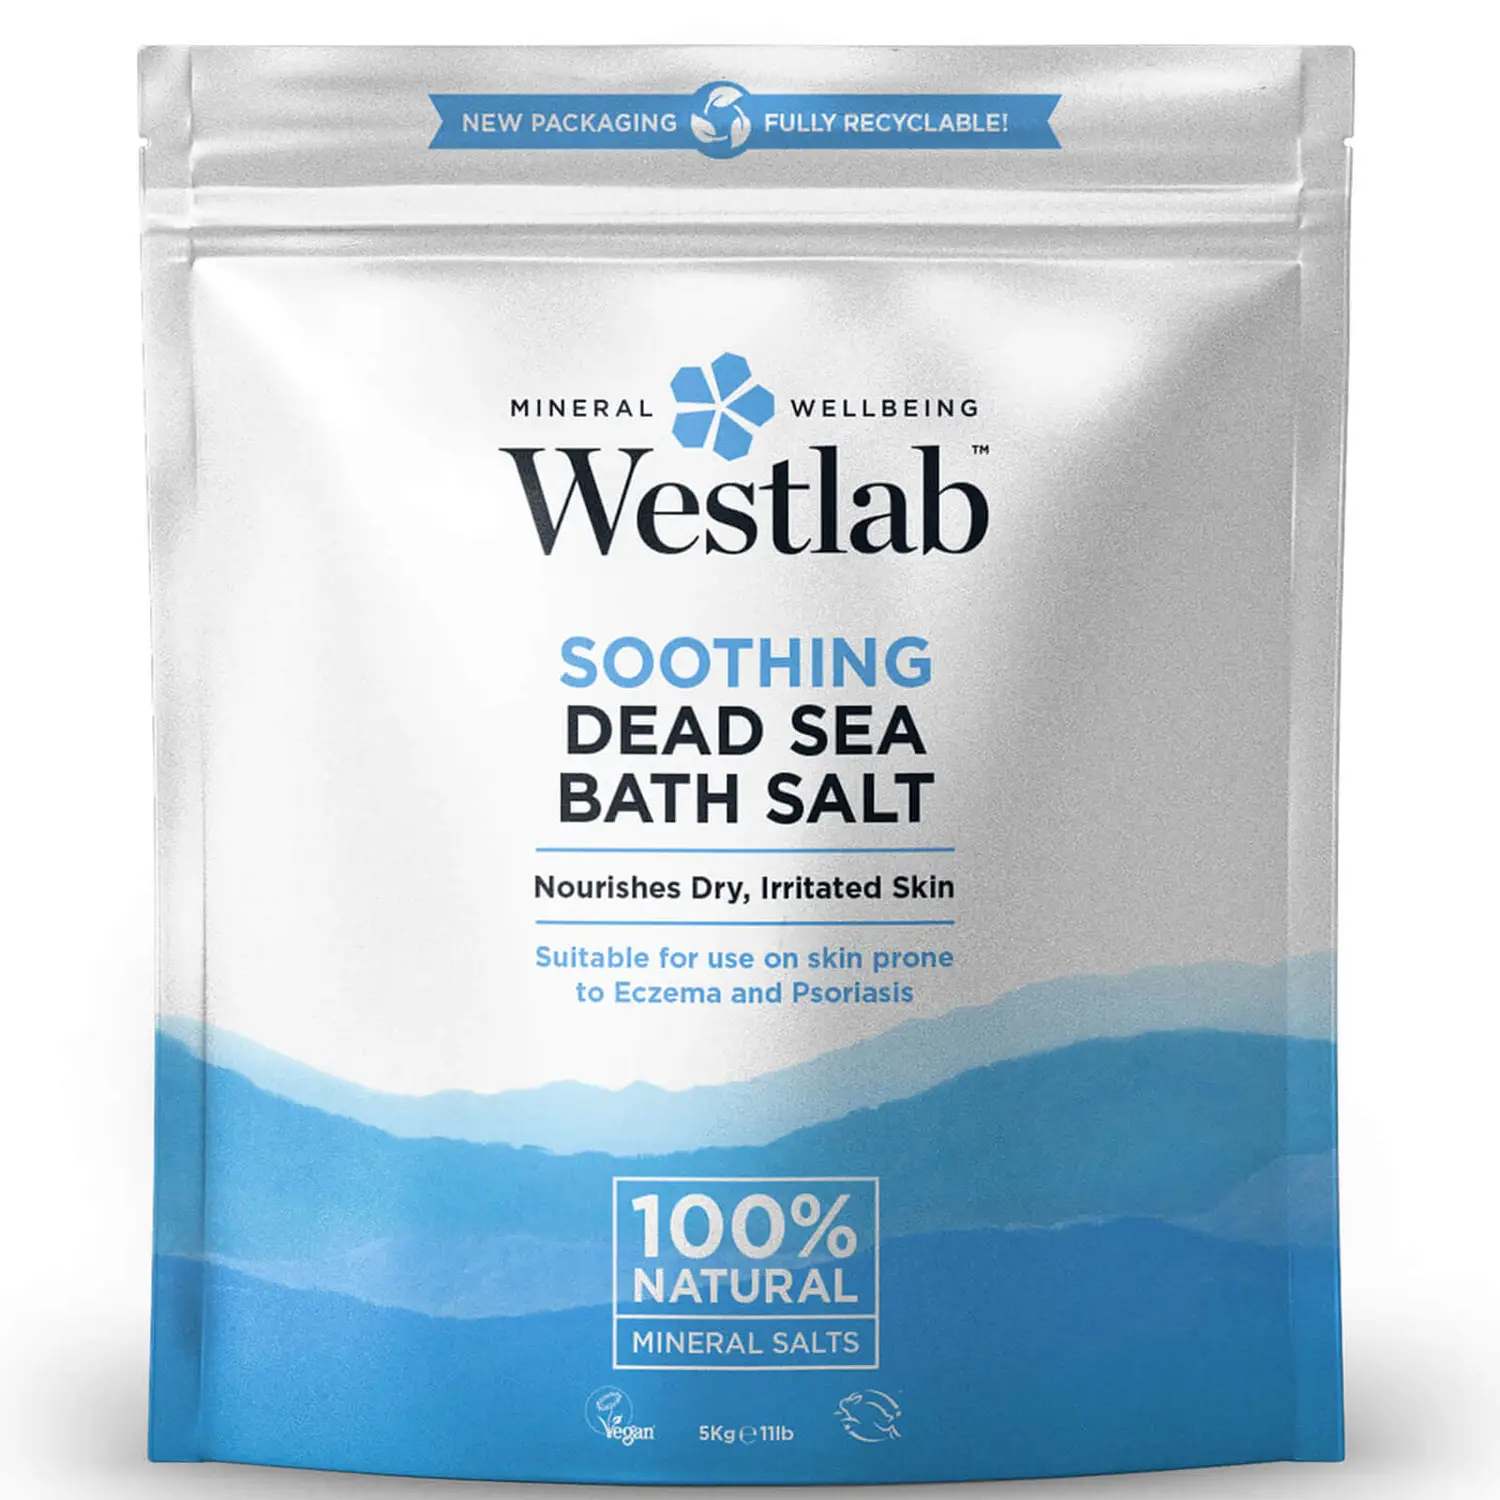 NEW PACKAGING FULLY RECYCLABLE!
MINERAL WELLBEING
Westlab™
SOOTHING
DEAD SEA
BATH SALT
Nourishes Dry, Irritated Skin
Suitable for use on skin prone
to Eczema and Psoriasis
100%
NATURAL
MINERAL SALTS
Vegan
5Kg ℮ 11lb